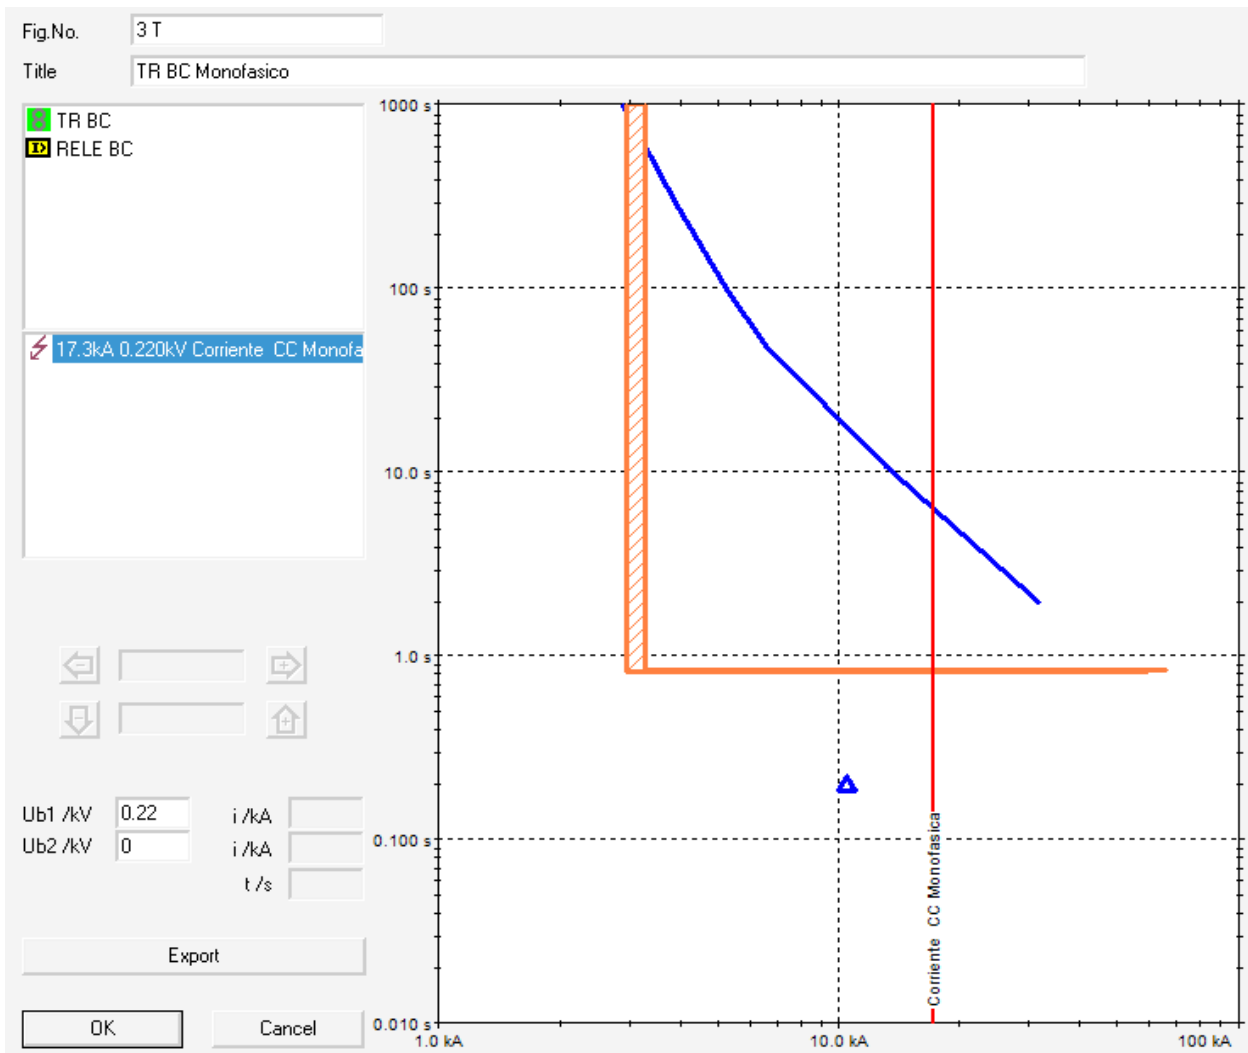 Fig.No.
3 T
Title
TR BC Monofasico
TR BC
RELE BC
17.3kA 0.220kV Corriente CC Monofa
Ub1 /kV
0.22
i /kA
Ub2 /kV
0
i /kA
t /s
Export
OK
Cancel
1000 s
100 s
10.0 s
1.0 s
0.100 s
0.010 s
1.0 kA
10.0 kA
100 kA
Corriente CC Monofasica